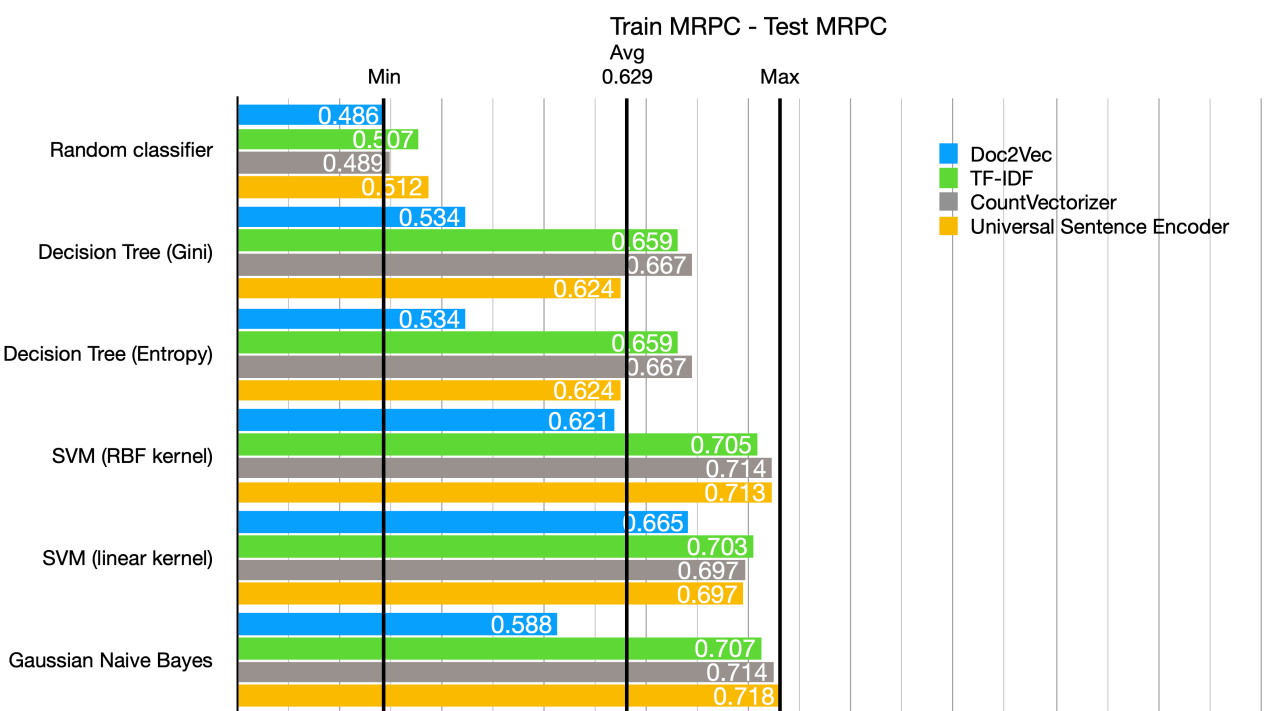 Train MRPC - Test MRPC
Avg
Min 0.629 Max
Random classifier
0.486
0.507
0.489
0.512
Decision Tree (Gini)
0.534
0.659
0.667
0.624
Decision Tree (Entropy)
0.534
0.659
0.667
0.624
SVM (RBF kernel)
0.621
0.705
0.714
0.713
SVM (linear kernel)
0.665
0.703
0.697
0.697
Gaussian Naive Bayes
0.588
0.707
0.714
0.718
Doc2Vec
TF-IDF
CountVectorizer
Universal Sentence Encoder